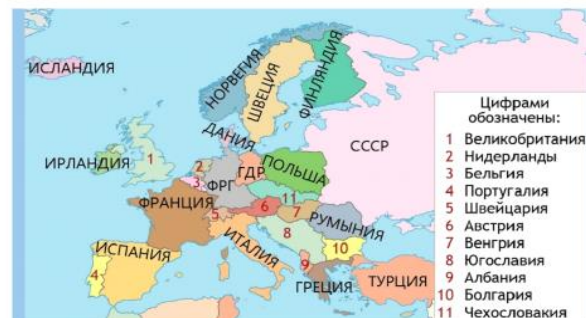 ИСЛАНДИЯ
НОРВЕГИЯ
ШВЕЦИЯ
ФИНЛЯНДИЯ
ДАНИЯ
СССР
ИРЛАНДИЯ
1
2
3
ФРГ
ГДР
ПОЛЬША
ФРАНЦИЯ
5
6
11
7
РУМЫНИЯ
8
ИСПАНИЯ
4
ИТАЛИЯ
10
9
ГРЕЦИЯ
ТУРЦИЯ
Цифрами
обозначены:
1 Великобритания
2 Нидерланды
3 Бельгия
4 Португалия
5 Швейцария
6 Австрия
7 Венгрия
8 Югославия
9 Албания
10 Болгария
11 Чехословакия